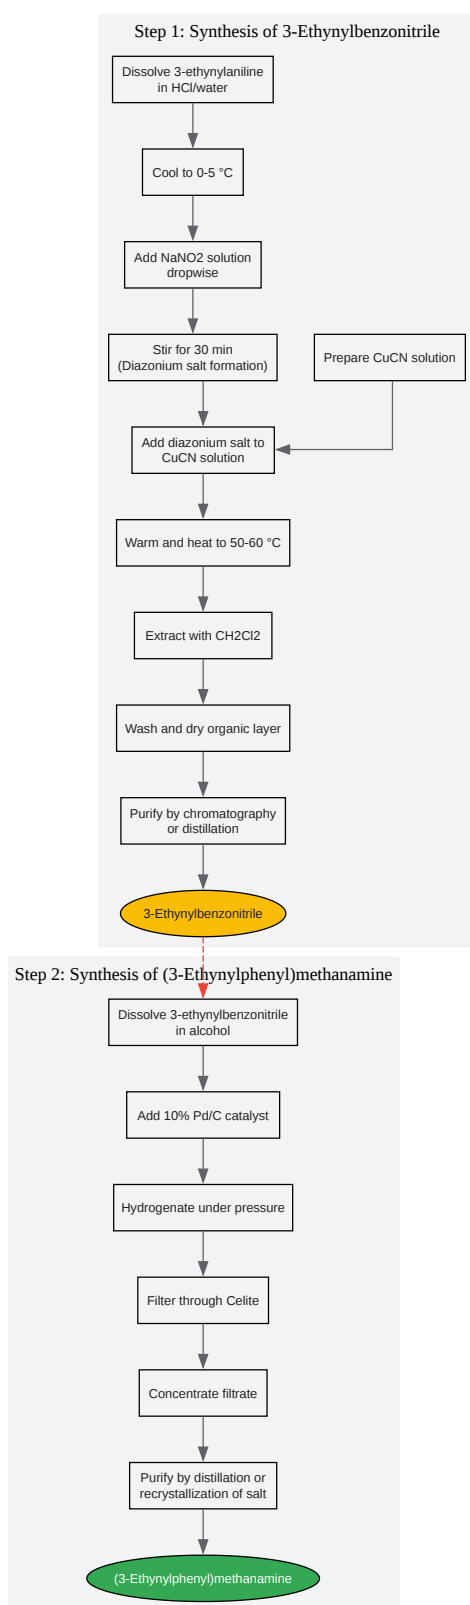 Step 1: Synthesis of 3-Ethynylbenzonitrile
Dissolve 3-ethynylaniline
in HCl/water
Cool to 0-5 °C
Add NaNO2 solution
dropwise
Stir for 30 min
(Diazonium salt formation)
Prepare CuCN solution
Add diazonium salt to
CuCN solution
Warm and heat to 50-60 °C
Extract with CH2Cl2
Wash and dry organic layer
Purify by chromatography
or distillation
3-Ethynylbenzonitrile
Step 2: Synthesis of (3-Ethynylphenyl)methanamine
Dissolve 3-ethynylbenzonitrile
in alcohol
Add 10% Pd/C catalyst
Hydrogenate under pressure
Filter through Celite
Concentrate filtrate
Purify by distillation or
recrystallization of salt
(3-Ethynylphenyl)methanamine